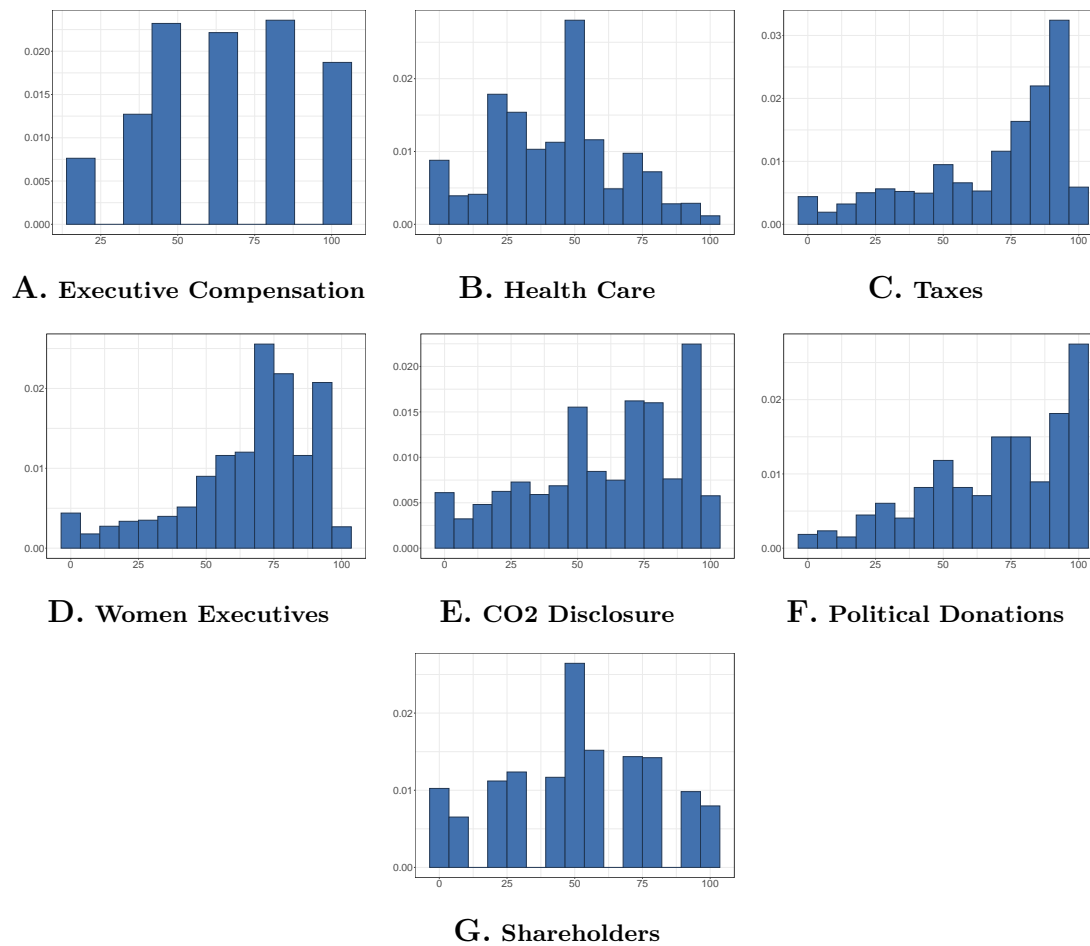 0.020
0.015
0.010
0.005
0.000
25 50 75 100
A. Executive Compensation
0.02
0.01
0.00
0 25 50 75 100
B. Health Care
0.03
0.02
0.01
0.00
0 25 50 75 100
C. Taxes
0.02
0.01
0.00
0 25 50 75 100
D. Women Executives
0.020
0.015
0.010
0.005
0.000
0 25 50 75 100
E. CO2 Disclosure
0.02
0.01
0.00
0 25 50 75 100
F. Political Donations
0.02
0.01
0.00
0 25 50 75 100
G. Shareholders